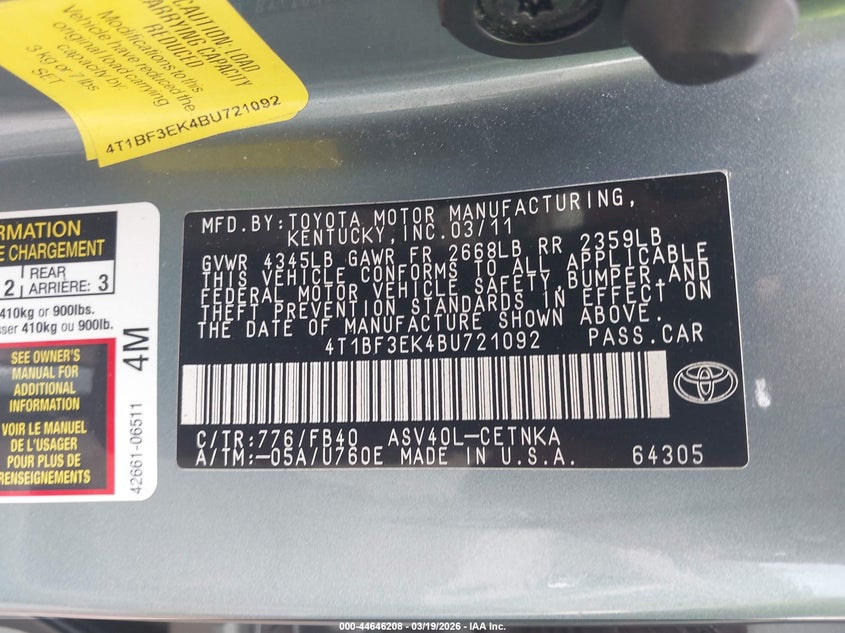 CAUTION - LOAD
CARRYING CAPACITY
REDUCED
Modifications to this
vehicle have reduced the
original load carrying
capacity by:
3 kg or 7 lbs.
SET
4T1BF3EK4BU721092
MFD.BY: TOYOTA MOTOR MANUFACTURING,
KENTUCKY, INC. 03/11
GVWR 4345LB GAWR FR 2668LB RR 2359LB
THIS VEHICLE CONFORMS TO ALL APPLICABLE
FEDERAL MOTOR VEHICLE SAFETY,BUMPER,AND
THEFT PREVENTION STANDARDS IN EFFECT ON
THE DATE OF MANUFACTURE SHOWN ABOVE.
4T1BF3EK4BU721092 PASS.CAR
C/TR:776/FB40 ASV40L-CETNKA
A/TM:-05A/U760E MADE IN U.S.A. 64305
CHARGEMENT
2 REAR ARRIÈRE: 3
410kg or 900lbs.
410kg ou 900lb.
4M
SEE OWNER'S
MANUAL FOR
ADDITIONAL
INFORMATION
VOIR LE MANUEL
DE L'USAGER
POUR PLUS DE
RENSEIGNEMENTS
42661-06511
000-44646208 - 03/19/2026 - IAA Inc.